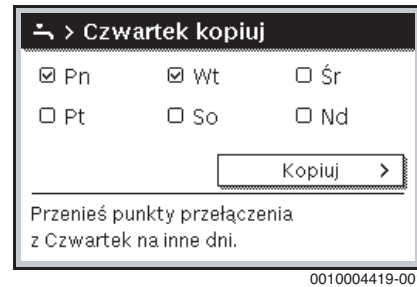 > Czwartek kopiuj
Pn Wt Śr
Pt So Nd
Kopiuj >
Przenieś punkty przełączenia
z Czwartek na inne dni.
0010004419-00